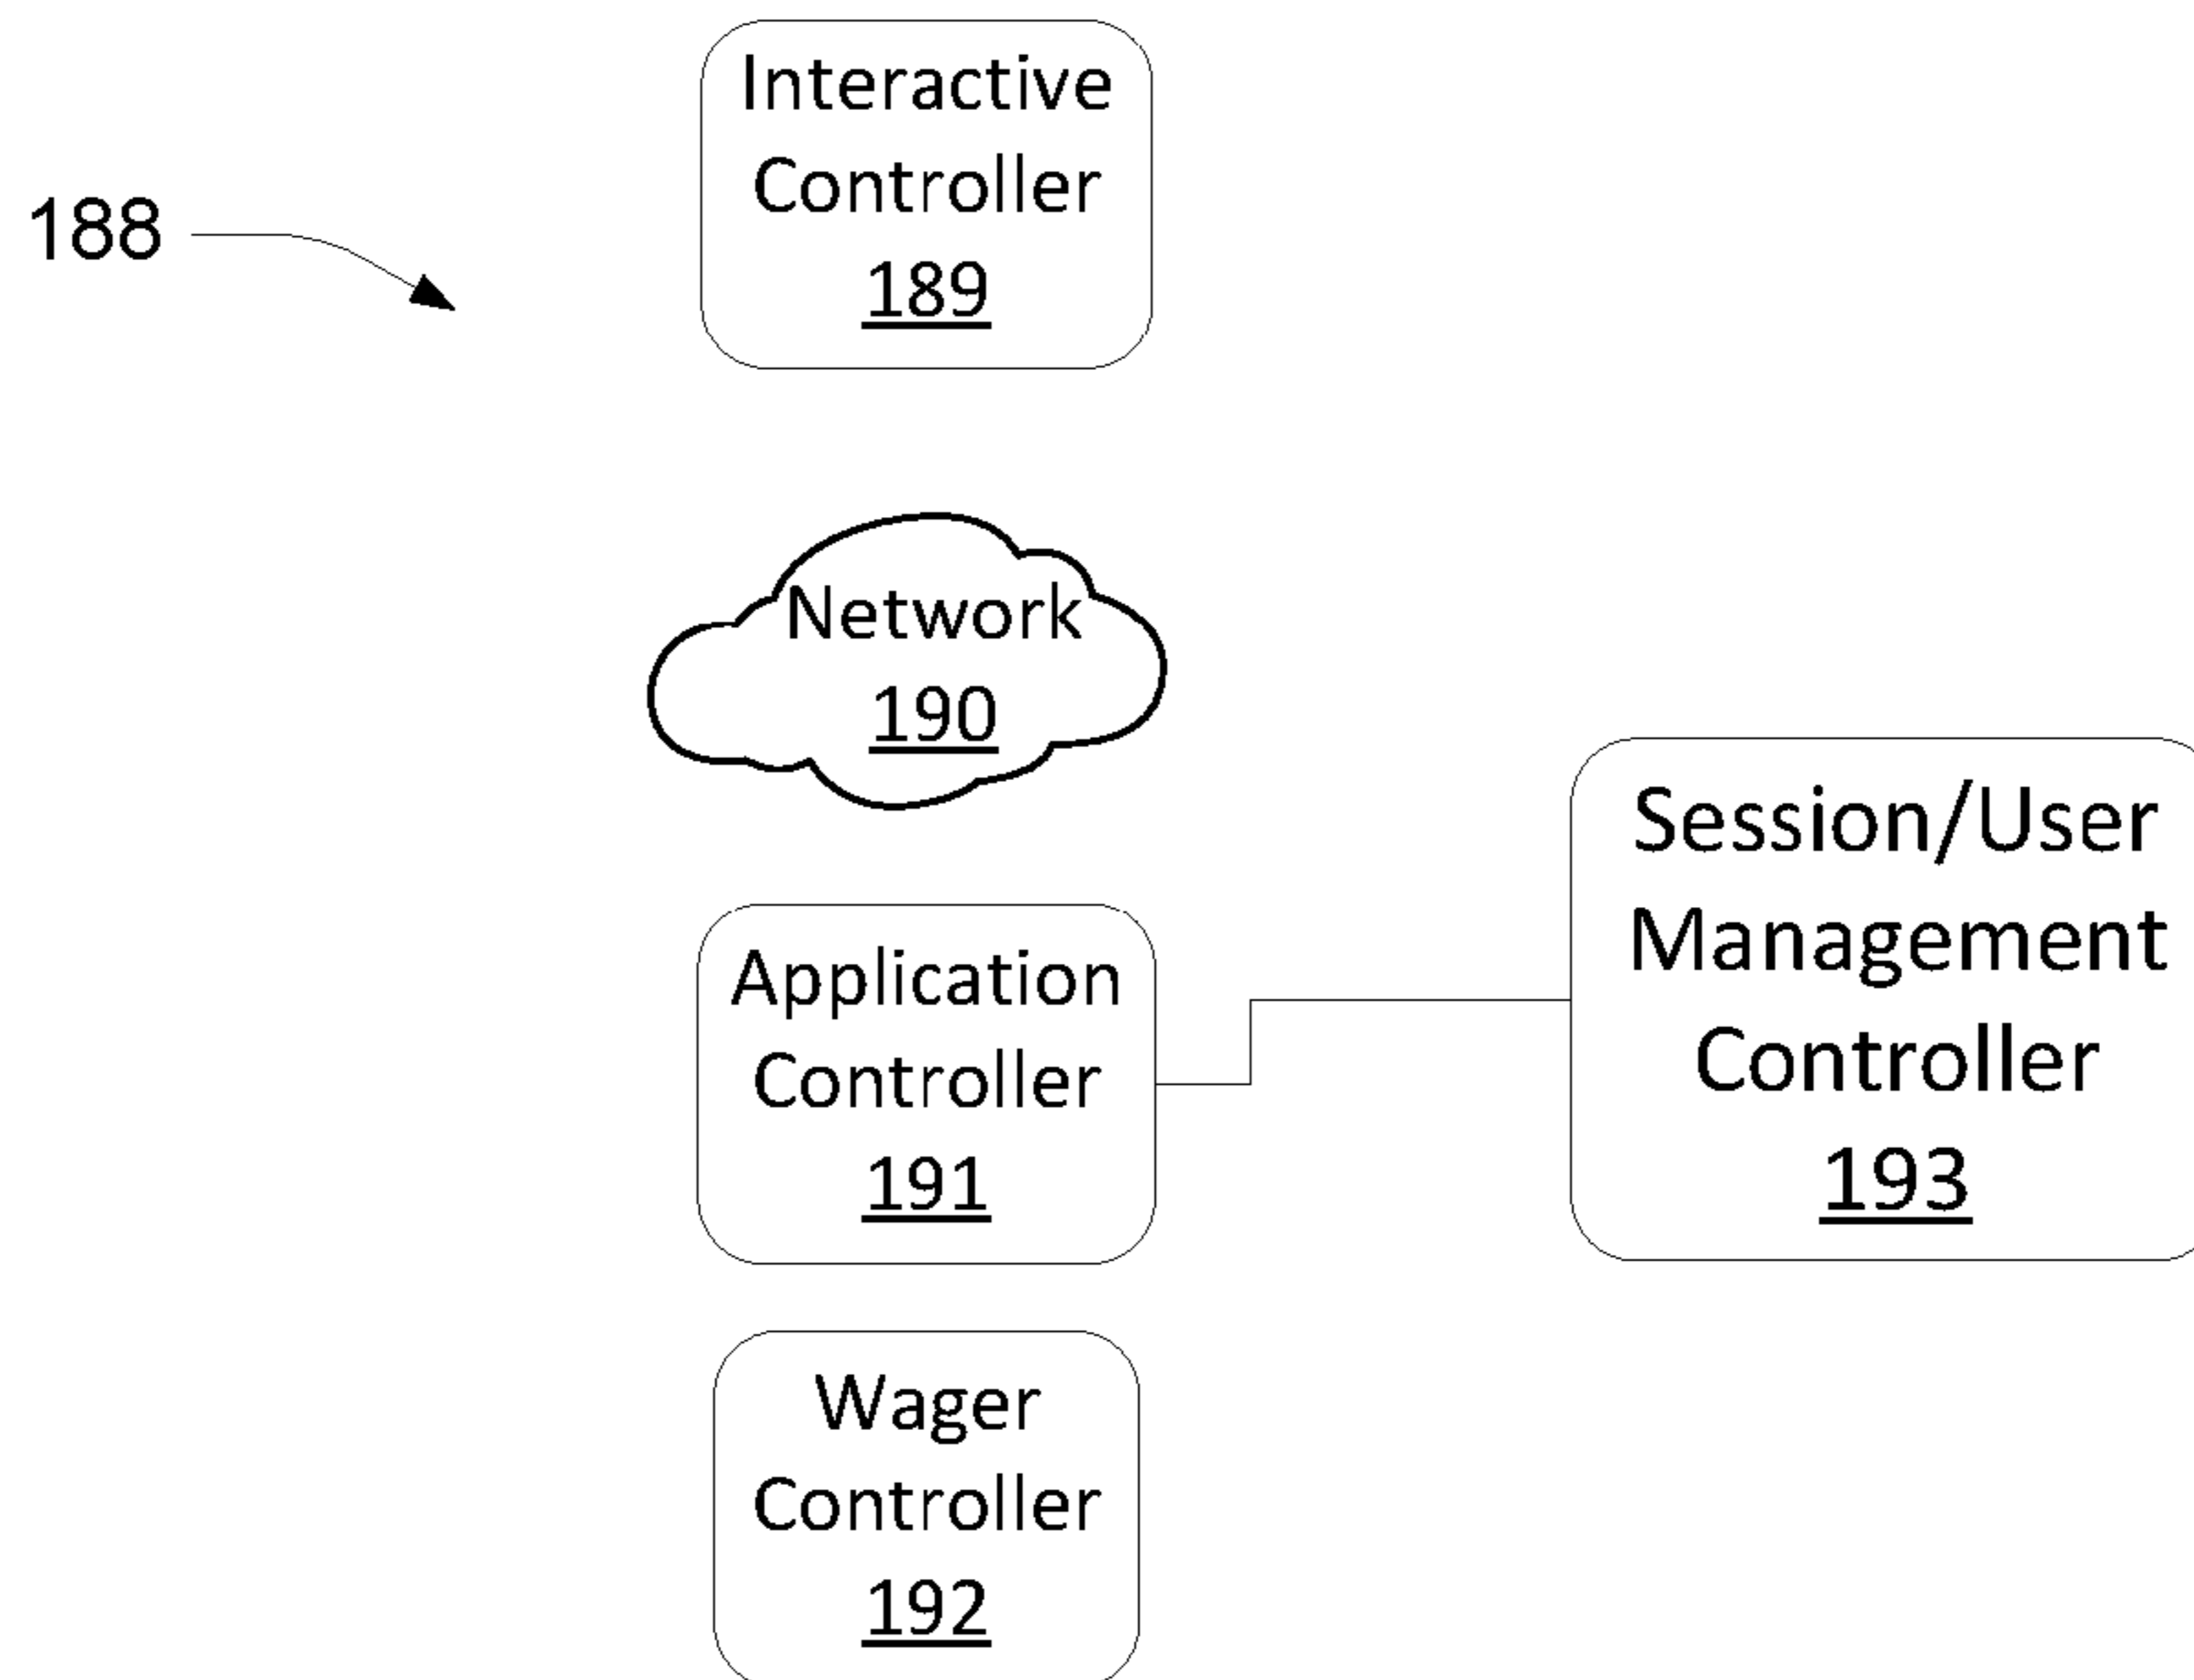 Interactive
Controller
189
188
Network
190
Application
Controller
191
Session/User
Management
Controller
193
Wager
Controller
192